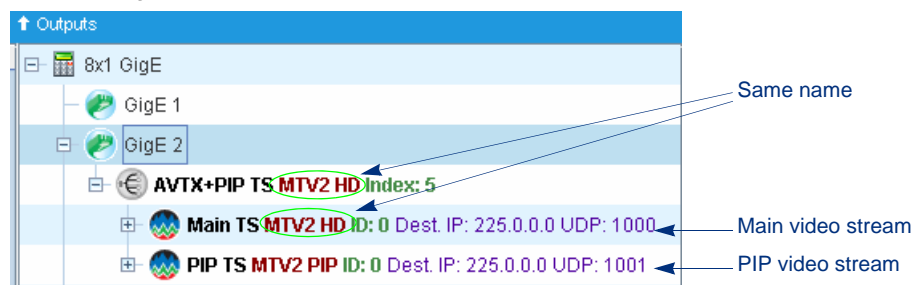 Outputs
8x1 GigE
Same name
GigE 1
GigE 2
AVTX+PIP TS MTV2 HD Index: 5
Main TS MTV2 HD ID: 0 Dest. IP: 225.0.0.0 UDP: 1000
Main video stream
PIP TS MTV2 PIP ID: 0 Dest. IP: 225.0.0.0 UDP: 1001
PIP video stream